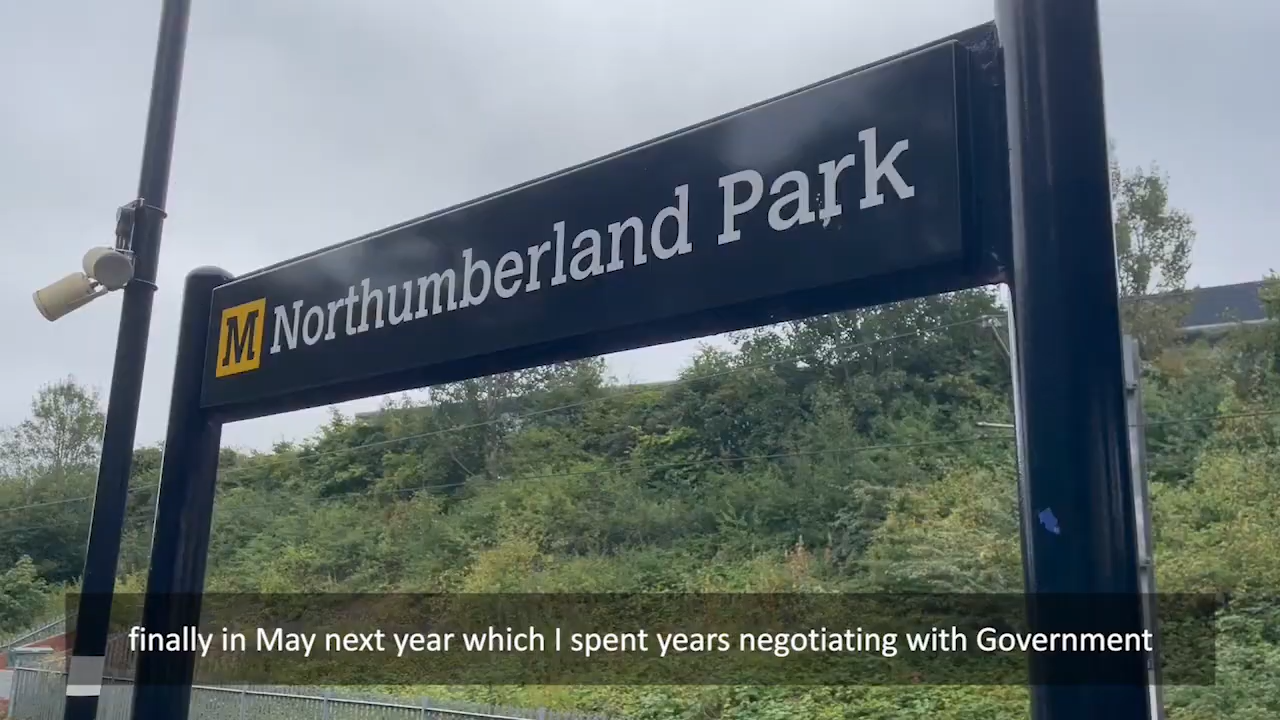 M Northumberland Park
finally in May next year which I spent years negotiating with Government